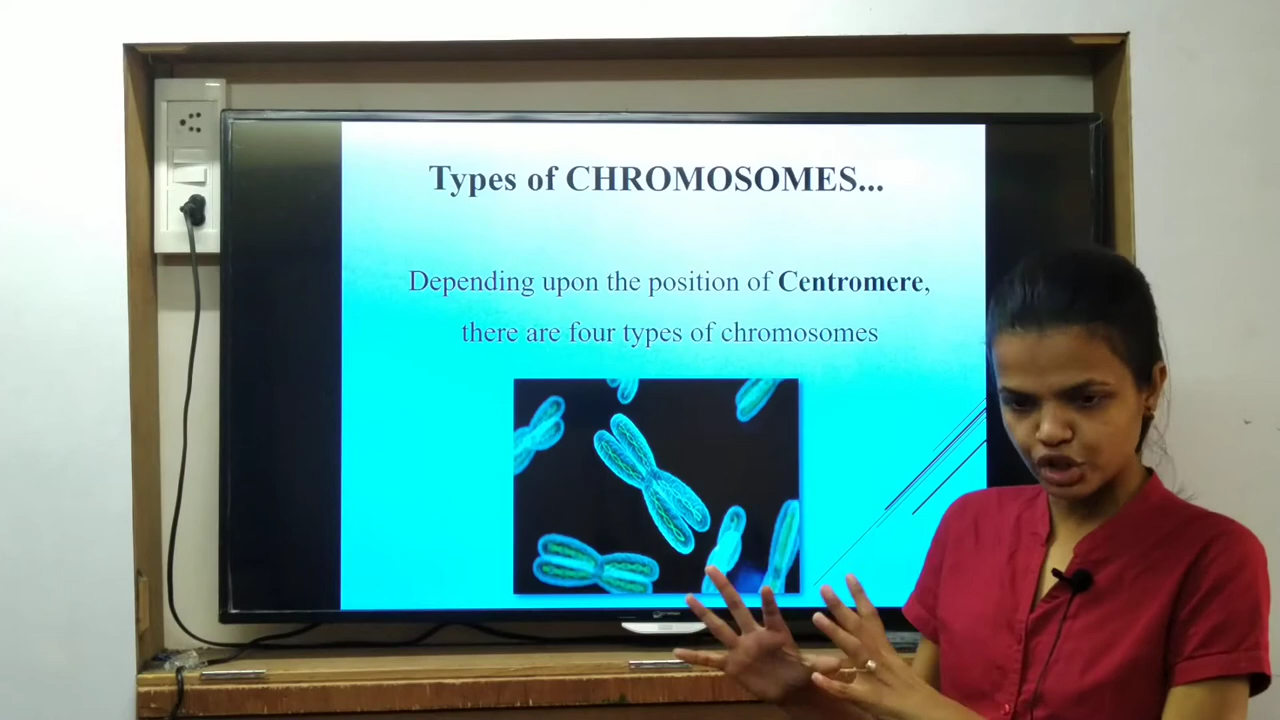 Types of CHROMOSOMES...
Depending upon the position of Centromere,
there are four types of chromosomes